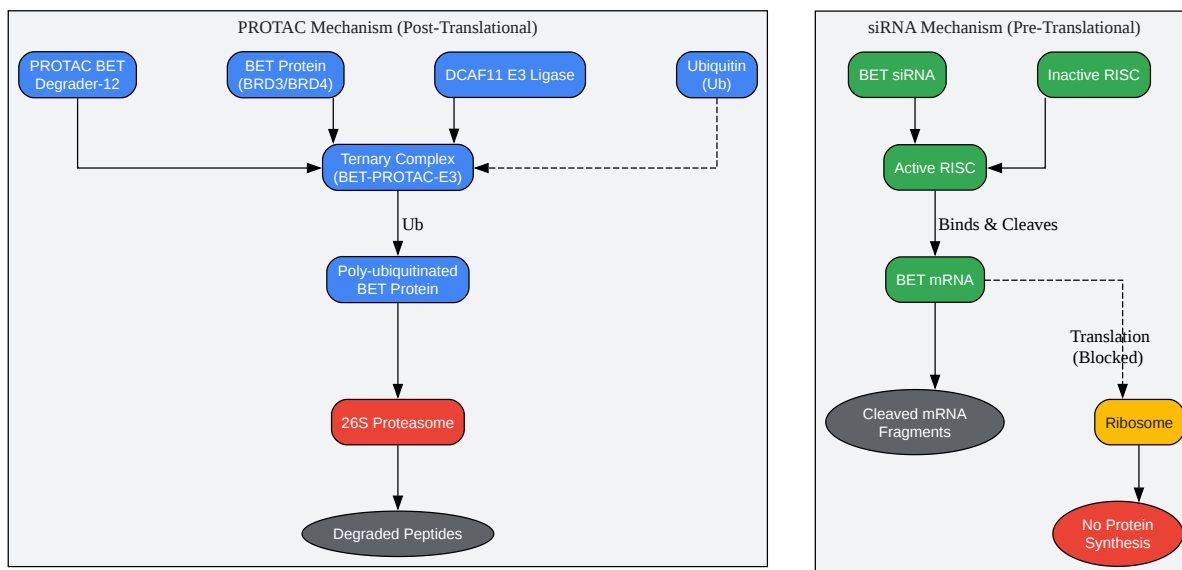 PROTAC Mechanism (Post-Translational)
PROTAC BET
Degrader-12
BET Protein
(BRD3/BRD4)
DCAF11 E3 Ligase
Ubiquitin
(Ub)
Ternary Complex
(BET-PROTAC-E3)
Ub
Poly-ubiquitinated
BET Protein
26S Proteasome
Degraded Peptides
siRNA Mechanism (Pre-Translational)
BET siRNA
Inactive RISC
Active RISC
Binds & Cleaves
BET mRNA
Translation
(Blocked)
Cleaved mRNA
Fragments
Ribosome
No Protein
Synthesis